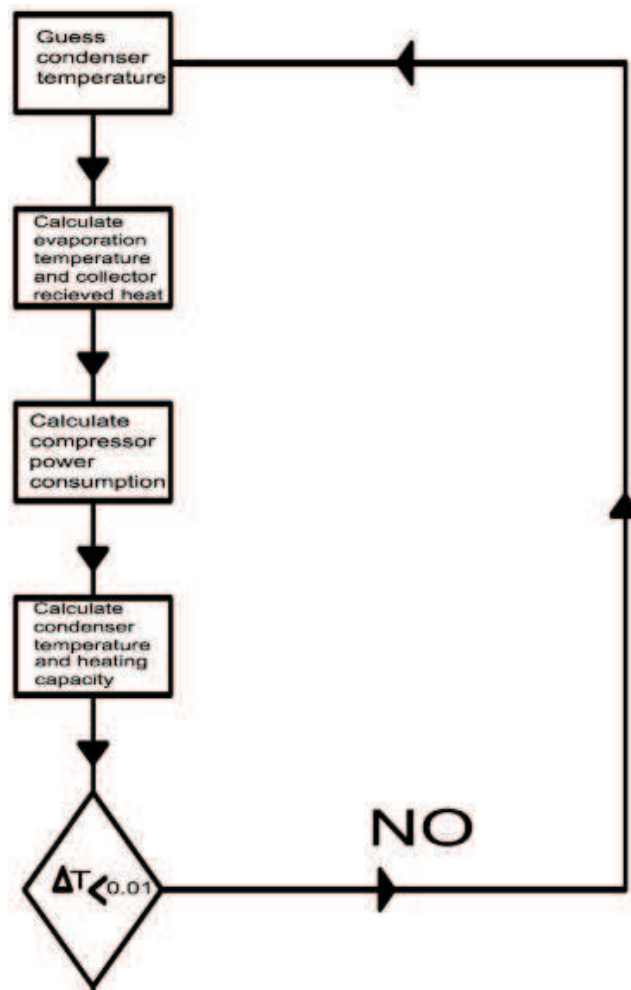 Guess
condenser
temperature
Calculate
evaporation
temperature
and collector
recieved heat
Calculate
compressor
power
consumption
Calculate
condenser
temperature
and heating
capacity
NO
ΔT<0.01